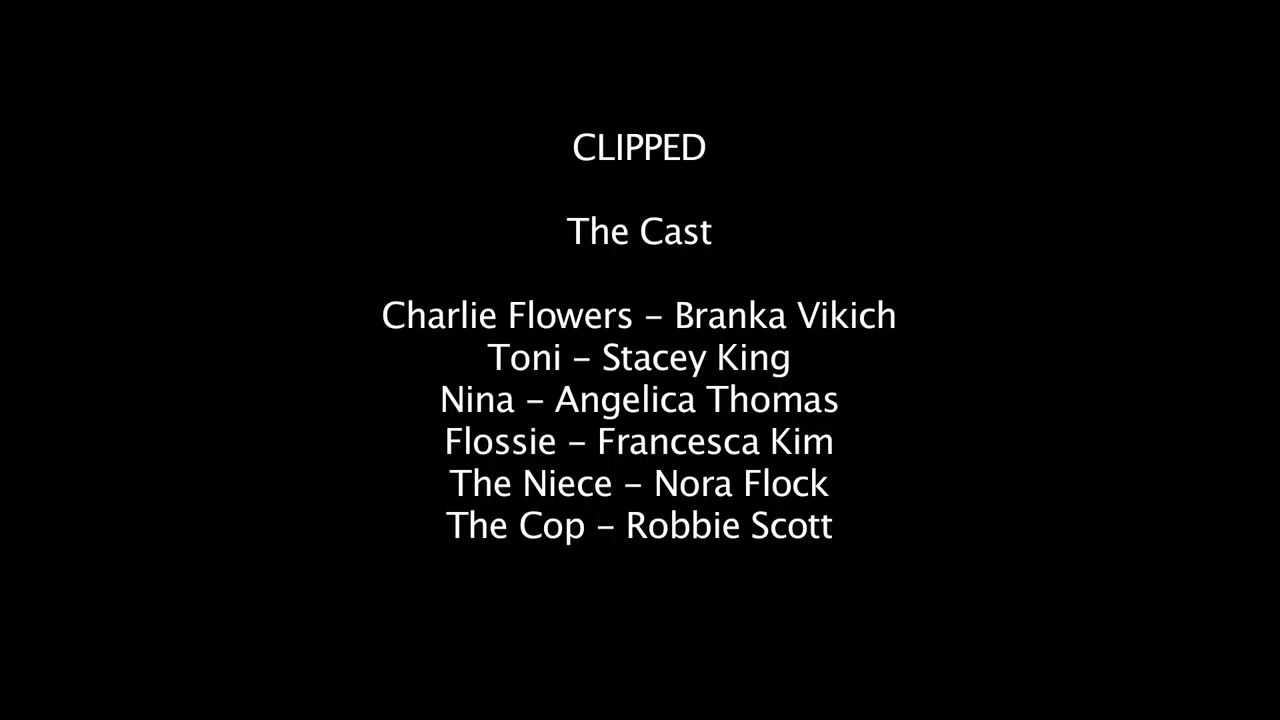 CLIPPED
The Cast
Charlie Flowers – Branka Vikich
Toni – Stacey King
Nina – Angelica Thomas
Flossie – Francesca Kim
The Niece – Nora Flock
The Cop – Robbie Scott